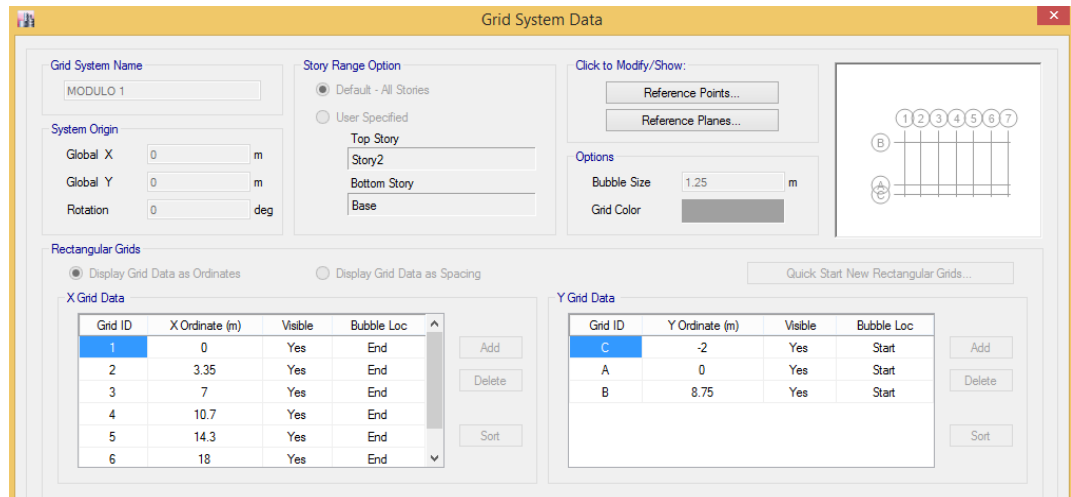 Grid System Data
Grid System Name
MODULO 1
System Origin
Global X 0 m
Global Y 0 m
Rotation 0 deg
Story Range Option
Default - All Stories
User Specified
Top Story
Story2
Bottom Story
Base
Click to Modify/Show:
Reference Points...
Reference Planes...
Options
Bubble Size 1.25 m
Grid Color
1 2 3 4 5 6 7
B
A
C
Rectangular Grids
Display Grid Data as Ordinates Display Grid Data as Spacing Quick Start New Rectangular Grids...
X Grid Data
Grid ID X Ordinate (m) Visible Bubble Loc
1 0 Yes End
2 3.35 Yes End
3 7 Yes End
4 10.7 Yes End
5 14.3 Yes End
6 18 Yes End
Add
Delete
Sort
Y Grid Data
Grid ID Y Ordinate (m) Visible Bubble Loc
C -2 Yes Start
A 0 Yes Start
B 8.75 Yes Start
Add
Delete
Sort